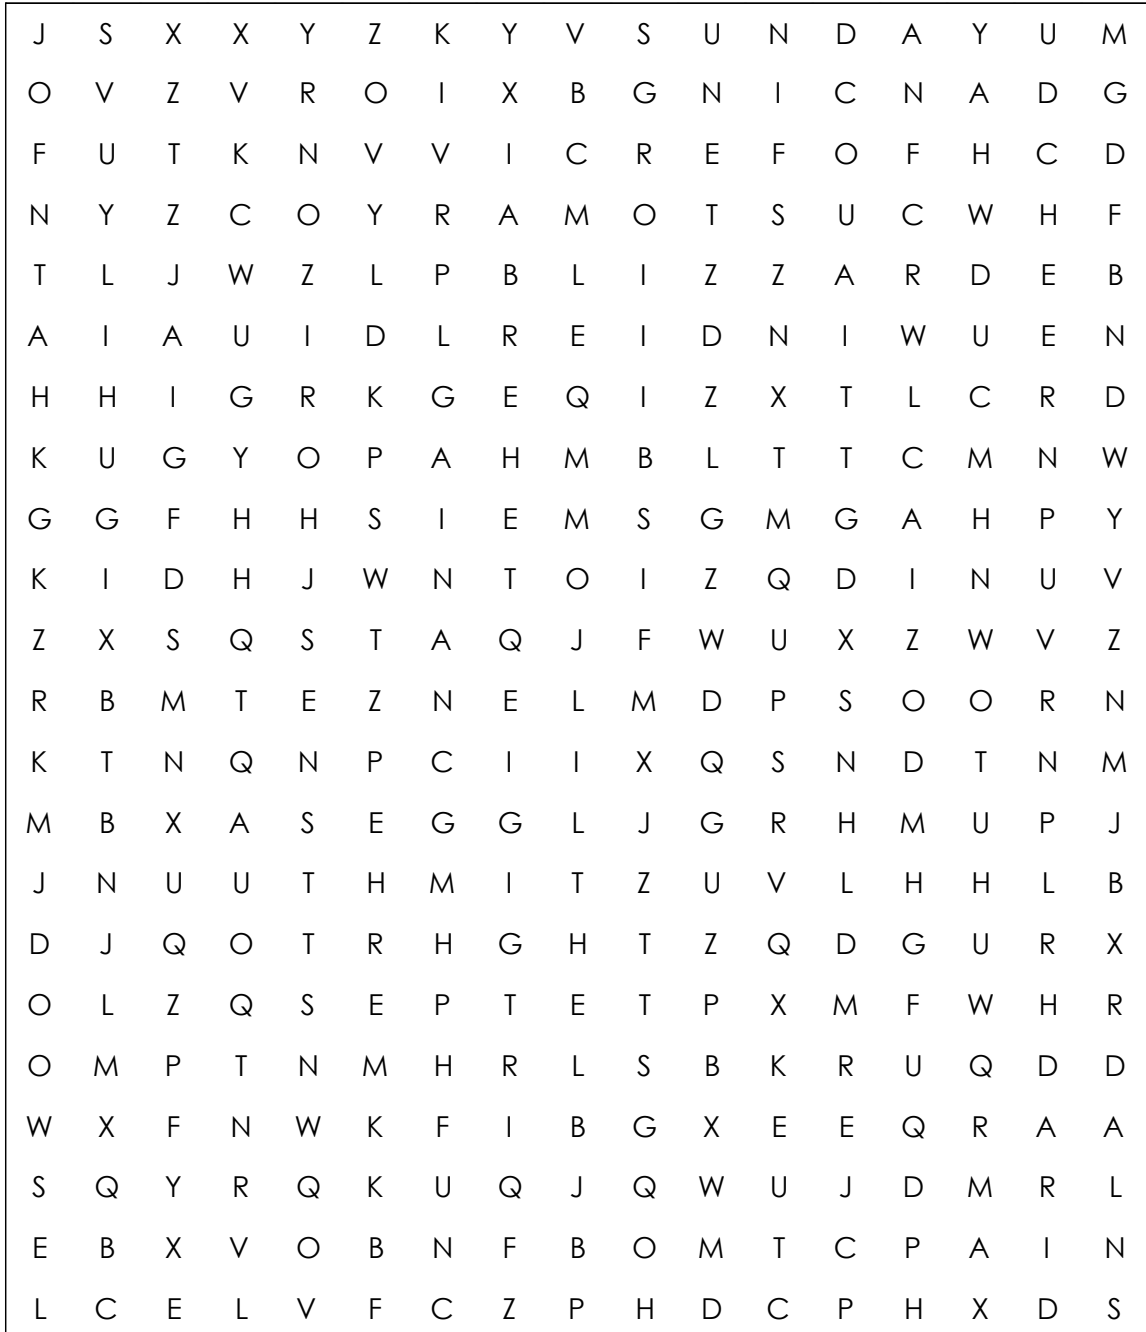 J S X X Y Z K Y V S U N D A Y U M
O V Z V R O I X B G N I C N A D G
F U T K N V V I C R E F O F H C D
N Y Z C O Y R A M O T S U C W H F
T L J W Z L P B L I Z Z A R D E B
A I A U I D L R E I D N I W U E N
H H I G R K G E Q I Z X T L C R D
K U G Y O P A H M B L T T C M N W
G G F H H S I E M S G M G A H P Y
K I D H J W N T O I Z Q D I N U V
Z X S Q S T A Q J F W U X Z W V Z
R B M T E Z N E L M D P S O O R N
K T N Q N P C I I X Q S N D T N M
M B X A S E G G L J G R H M U P J
J N U U T H M I T Z U V L H H L B
D J Q O T R H G H T Z Q D G U R X
O L Z Q S E P T E T P X M F W H R
O M P T N M H R L S B K R U Q D D
W X F N W K F I B G X E E Q R A A
S Q Y R Q K U Q J Q W U J D M R L
E B X V O B N F B O M T C P A I N
L C E L V F C Z P H D C P H X D S